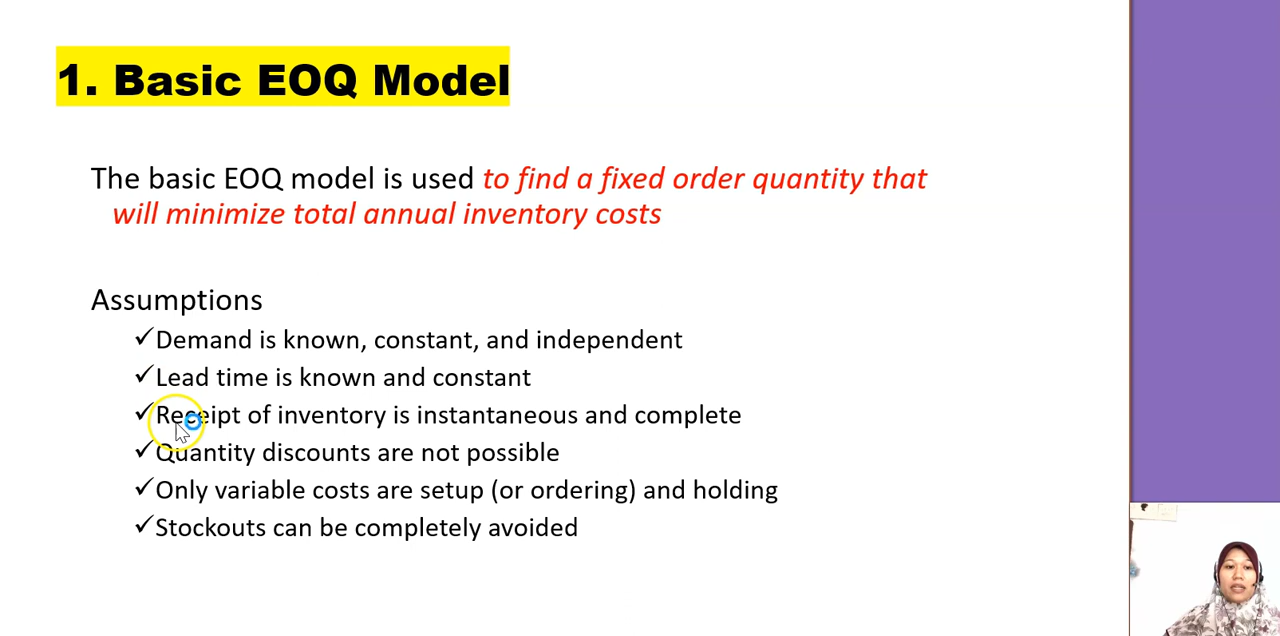 1. Basic EOQ Model
The basic EOQ model is used to find a fixed order quantity that
will minimize total annual inventory costs
Assumptions
✓Demand is known, constant, and independent
✓Lead time is known and constant
✓Receipt of inventory is instantaneous and complete
✓Quantity discounts are not possible
✓Only variable costs are setup (or ordering) and holding
✓Stockouts can be completely avoided